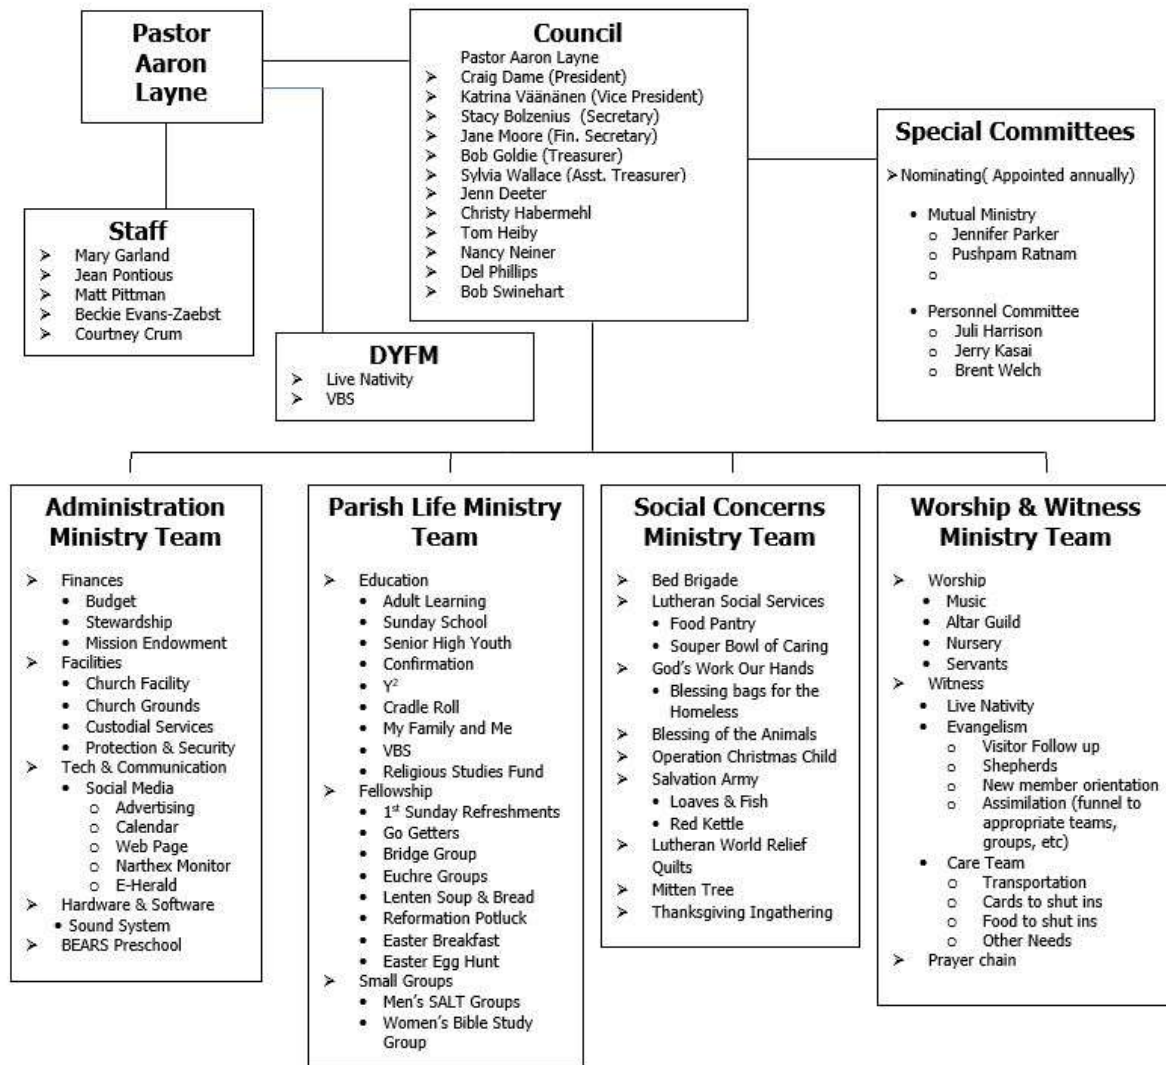 Pastor
Aaron
Layne
Council
Pastor Aaron Layne
➢ Craig Dame (President)
➢ Katrina Väänänen (Vice President)
➢ Stacy Bolzenius (Secretary)
➢ Jane Moore (Fin. Secretary)
➢ Bob Goldie (Treasurer)
➢ Sylvia Wallace (Asst. Treasurer)
➢ Jenn Deeter
➢ Christy Habermehl
➢ Tom Heiby
➢ Nancy Neiner
➢ Del Phillips
➢ Bob Swinehart
Special Committees
➢Nominating( Appointed annually)
• Mutual Ministry
o Jennifer Parker
o Pushpam Ratnam
o
• Personnel Committee
o Juli Harrison
o Jerry Kasai
o Brent Welch
Staff
➢ Mary Garland
➢ Jean Pontious
➢ Matt Pittman
➢ Beckie Evans-Zaebst
➢ Courtney Crum
DYFM
➢ Live Nativity
➢ VBS
Administration
Ministry Team
➢ Finances
• Budget
• Stewardship
• Mission Endowment
➢ Facilities
• Church Facility
• Church Grounds
• Custodial Services
• Protection & Security
➢ Tech & Communication
• Social Media
o Advertising
o Calendar
o Web Page
o Narthex Monitor
o E-Herald
➢ Hardware & Software
• Sound System
➢ BEARS Preschool
Parish Life Ministry
Team
➢ Education
• Adult Learning
• Sunday School
• Senior High Youth
• Confirmation
• Y²
• Cradle Roll
• My Family and Me
• VBS
• Religious Studies Fund
➢ Fellowship
• 1st Sunday Refreshments
• Go Getters
• Bridge Group
• Euchre Groups
• Lenten Soup & Bread
• Reformation Potluck
• Easter Breakfast
• Easter Egg Hunt
➢ Small Groups
• Men's SALT Groups
• Women's Bible Study
Group
Social Concerns
Ministry Team
➢ Bed Brigade
➢ Lutheran Social Services
• Food Pantry
• Souper Bowl of Caring
➢ God's Work Our Hands
• Blessing bags for the
Homeless
➢ Blessing of the Animals
➢ Operation Christmas Child
➢ Salvation Army
• Loaves & Fish
• Red Kettle
➢ Lutheran World Relief
Quilts
➢ Mitten Tree
➢ Thanksgiving Ingathering
Worship & Witness
Ministry Team
➢ Worship
• Music
• Altar Guild
• Nursery
• Servants
➢ Witness
• Live Nativity
• Evangelism
o Visitor Follow up
o Shepherds
o New member orientation
o Assimilation (funnel to
appropriate teams,
groups, etc)
• Care Team
o Transportation
o Cards to shut ins
o Food to shut ins
o Other Needs
➢ Prayer chain